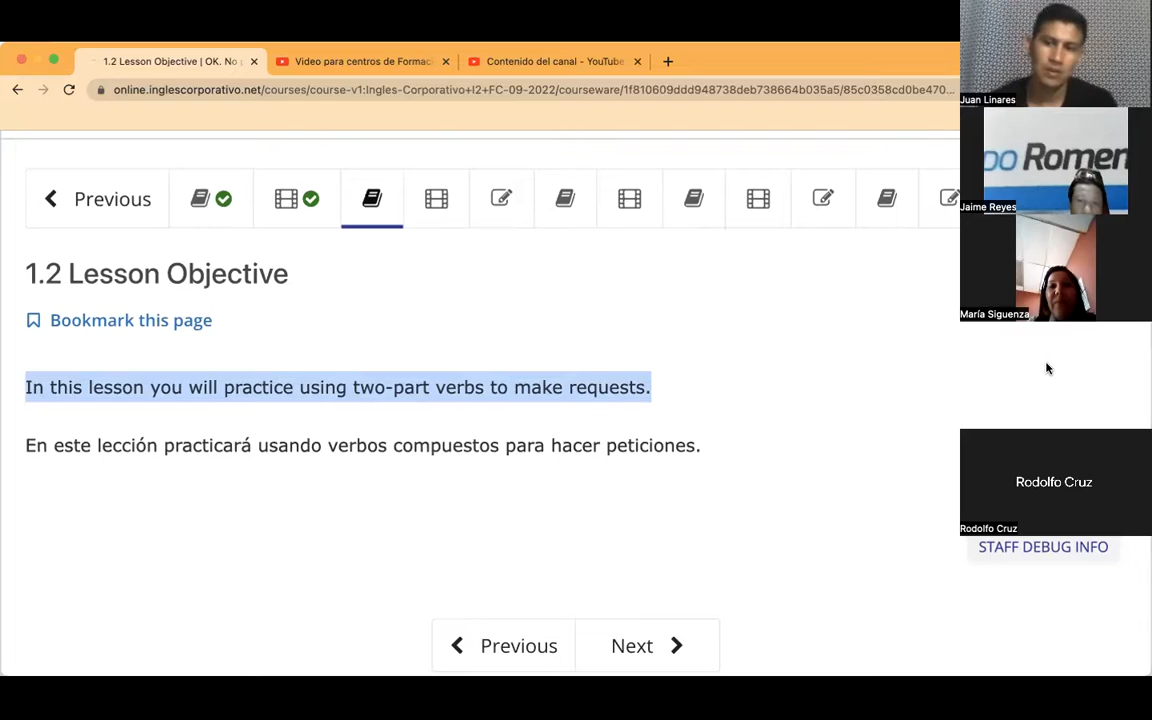 1.2 Lesson Objective | OK. No
Video para centros de Formac
Contenido del canal - YouTube
online.inglescorporativo.net/courses/course-v1:Ingles-Corporativo+I2+FC-09-2022/courseware/1f810609ddd948738deb738664b035a5/85c0358cd0be470...
Previous
1.2 Lesson Objective
Bookmark this page
In this lesson you will practice using two-part verbs to make requests.
En este lección practicará usando verbos compuestos para hacer peticiones.
Previous
Next
Juan Linares
po Romen
Jaime Reyes
María Siguenza
Rodolfo Cruz
Rodolfo Cruz
STAFF DEBUG INFO